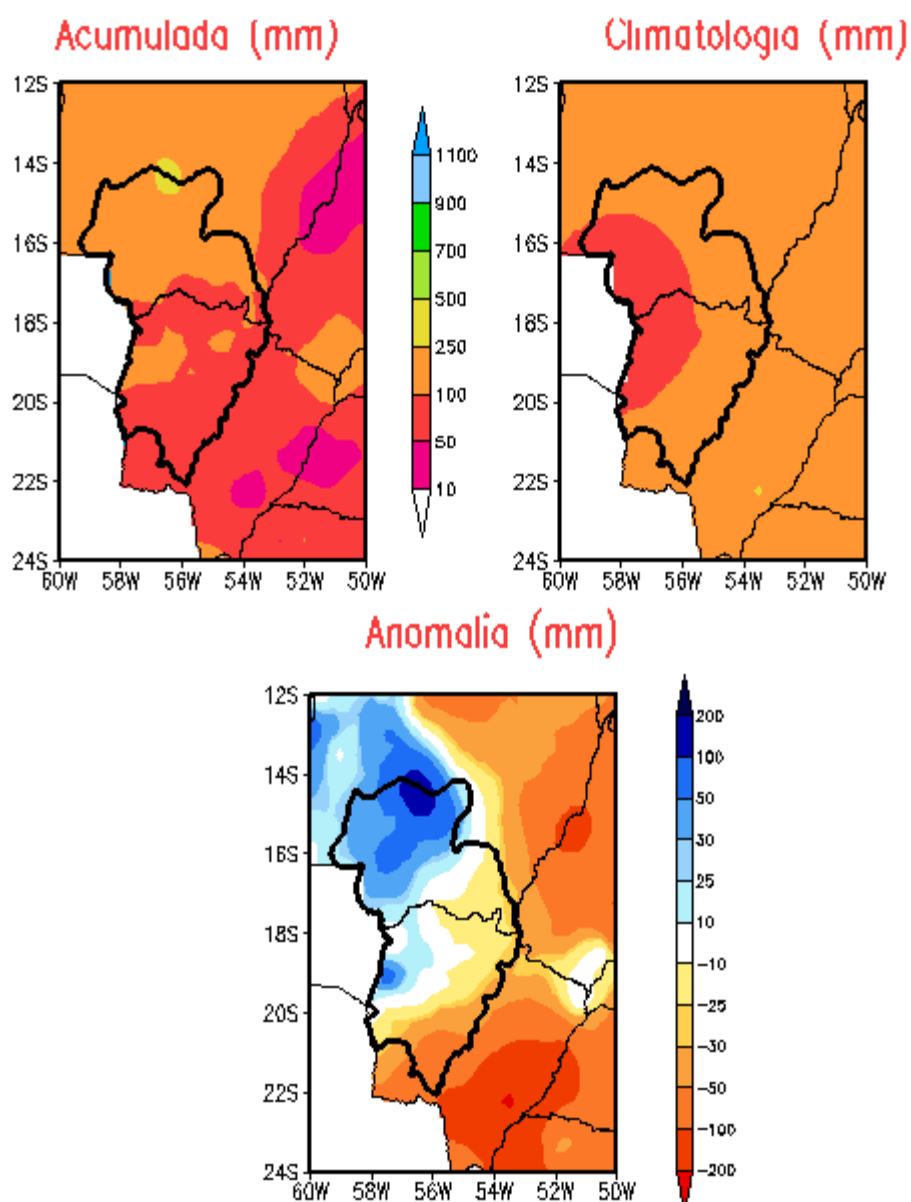 Acumulada (mm)
Climatologia (mm)
12S
14S
16S
18S
20S
22S
24S
60W 58W 56W 54W 52W 50W
1100
900
700
500
250
100
50
10
12S
14S
16S
18S
20S
22S
24S
60W 58W 56W 54W 52W 50W
Anomalia (mm)
12S
14S
16S
18S
20S
22S
24S
60W 58W 56W 54W 52W 50W
200
100
50
30
25
10
-10
-25
-30
-50
-100
-200